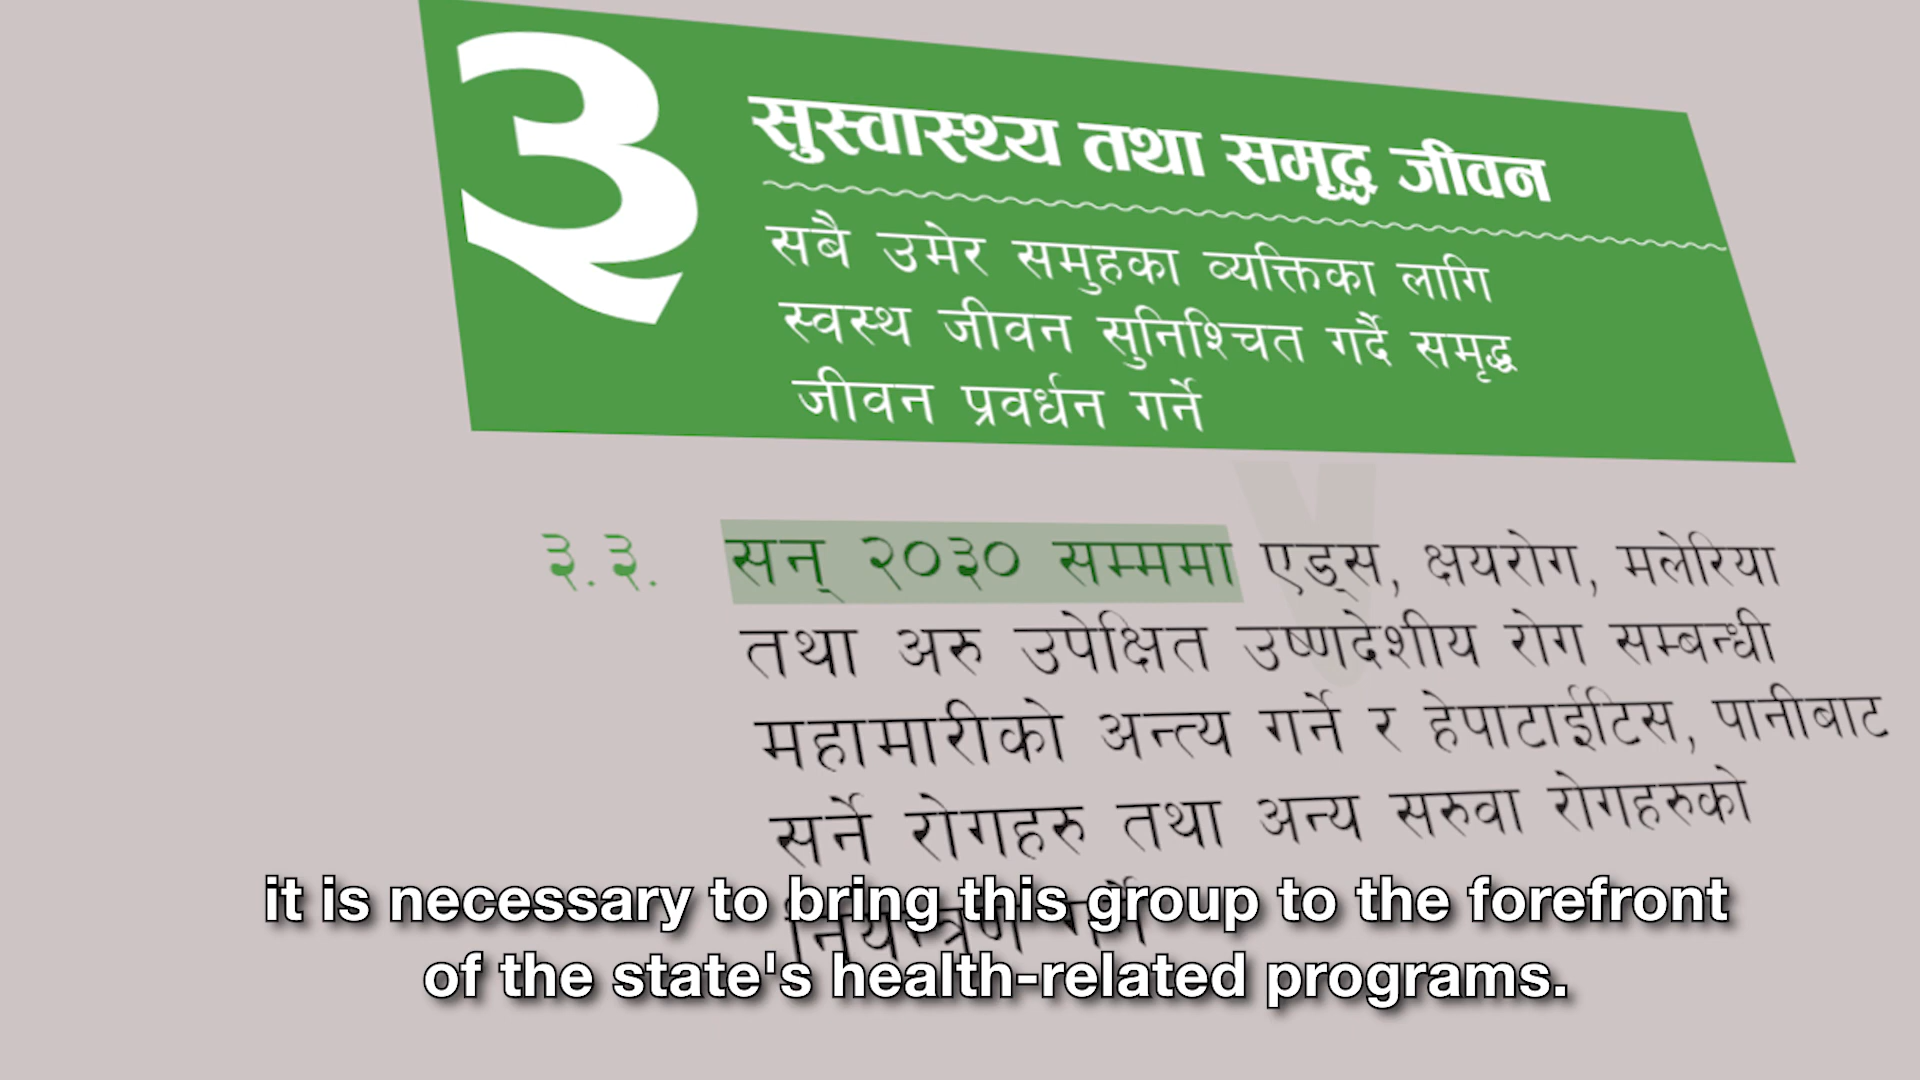 ३
सुस्वास्थ्य तथा समृद्ध जीवन
सबै उमेर समुहका व्यक्तिका लागि
स्वस्थ जीवन सुनिश्चित गर्दै समृद्ध
जीवन प्रवर्धन गर्ने
३.३. सन् २०३० सम्ममा एड्स, क्षयरोग, मलेरिया
तथा अरु उपेक्षित उष्णदेशीय रोग सम्बन्धी
महामारीको अन्त्य गर्ने र हेपाटाईटिस, पानीबाट
सर्ने रोगहरु तथा अन्य सरुवा रोगहरुको
नियन्त्रण गर्ने
it is necessary to bring this group to the forefront
of the state's health-related programs.